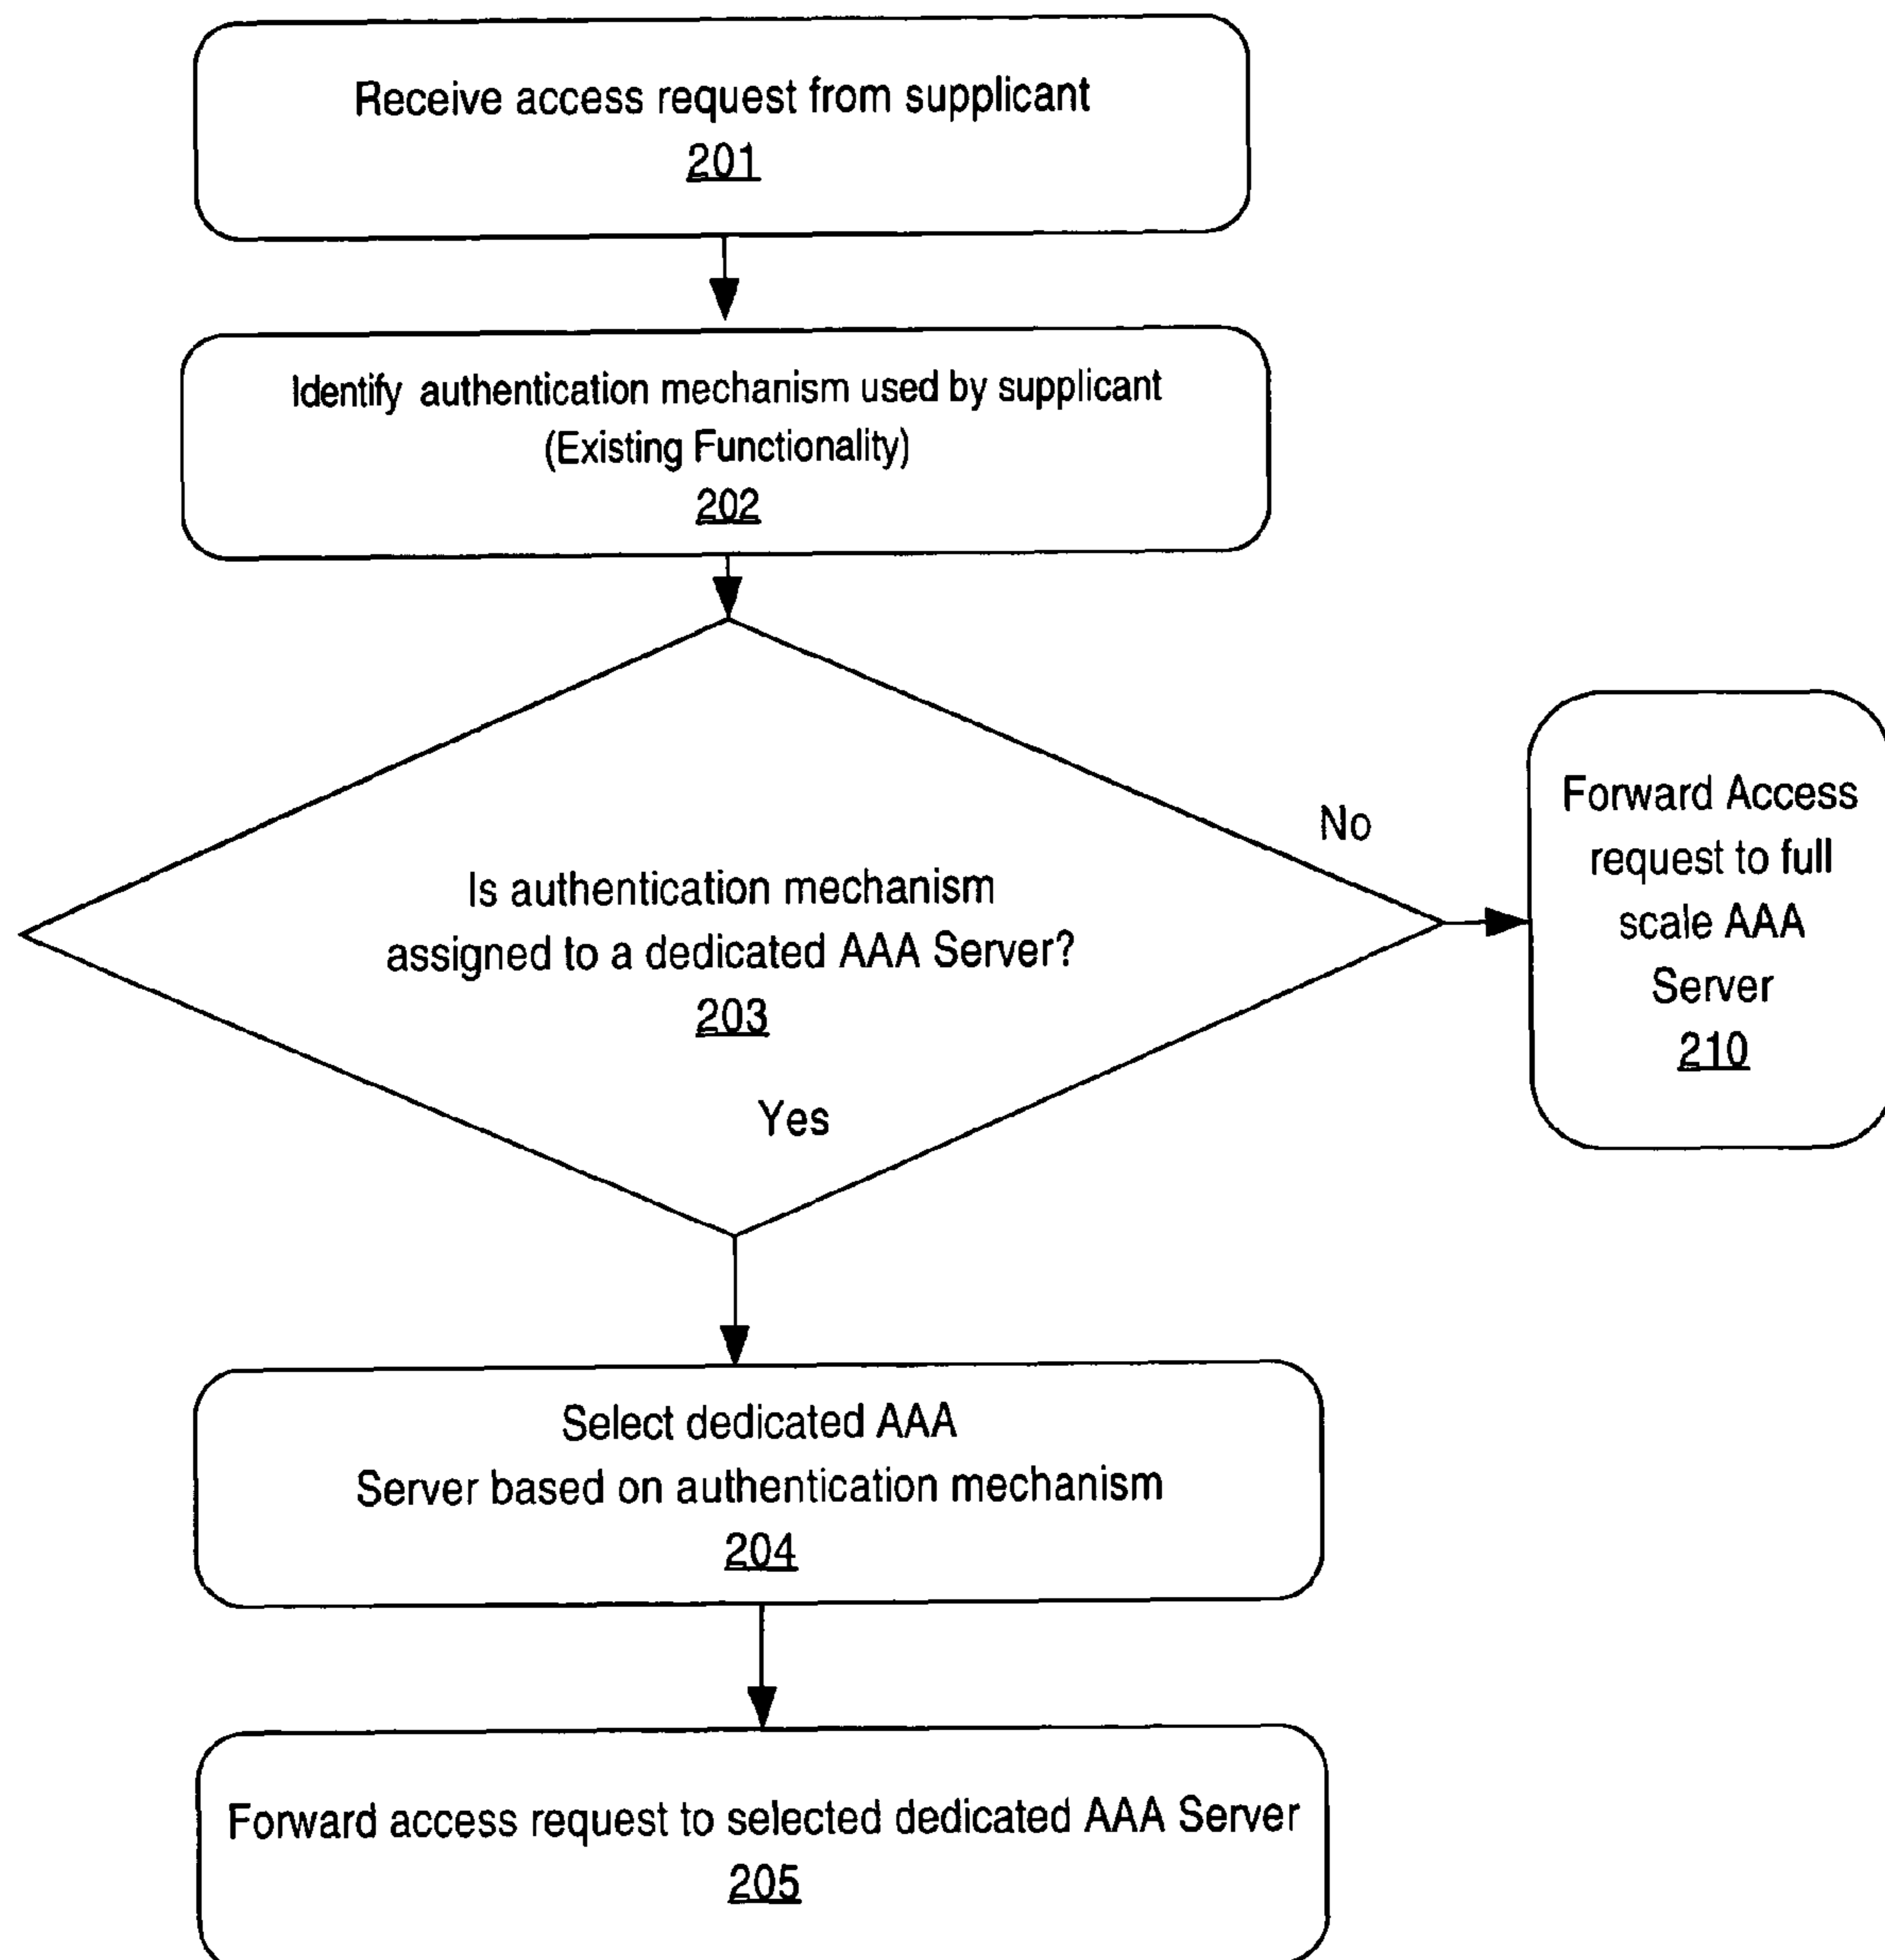 Receive access request from supplicant
201
Identify authentication mechanism used by supplicant
(Existing Functionality)
202
Is authentication mechanism
assigned to a dedicated AAA Server?
203
No
Yes
Forward Access
request to full
scale AAA
Server
210
Select dedicated AAA
Server based on authentication mechanism
204
Forward access request to selected dedicated AAA Server
205